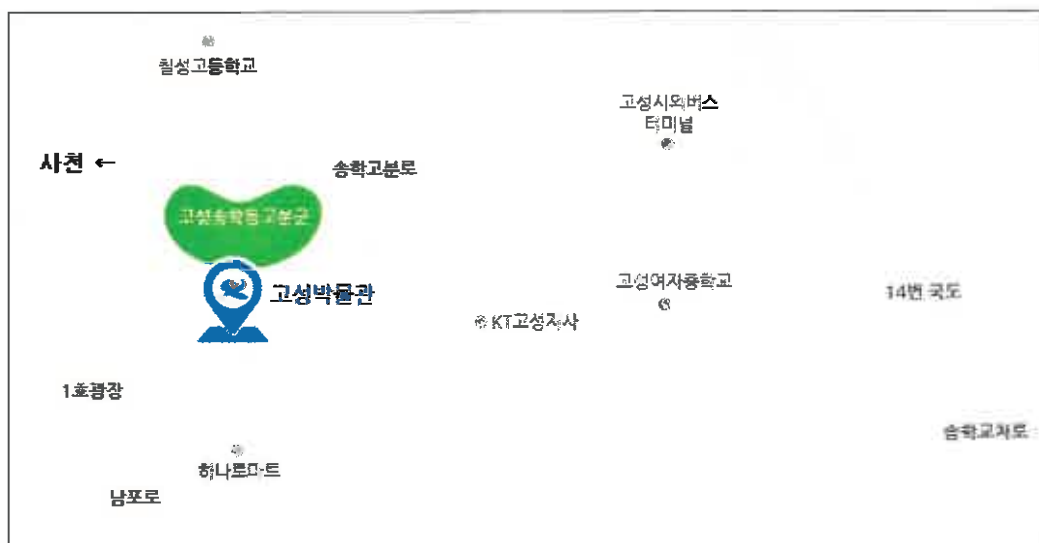 철성고등학교
고성시외버스
터미널
사천 ←
송학고분로
고성송학동고분군
고성박물관
고성여자중학교
14번 국도
KT고성지사
1호광장
송학교차로
하나로마트
남포로